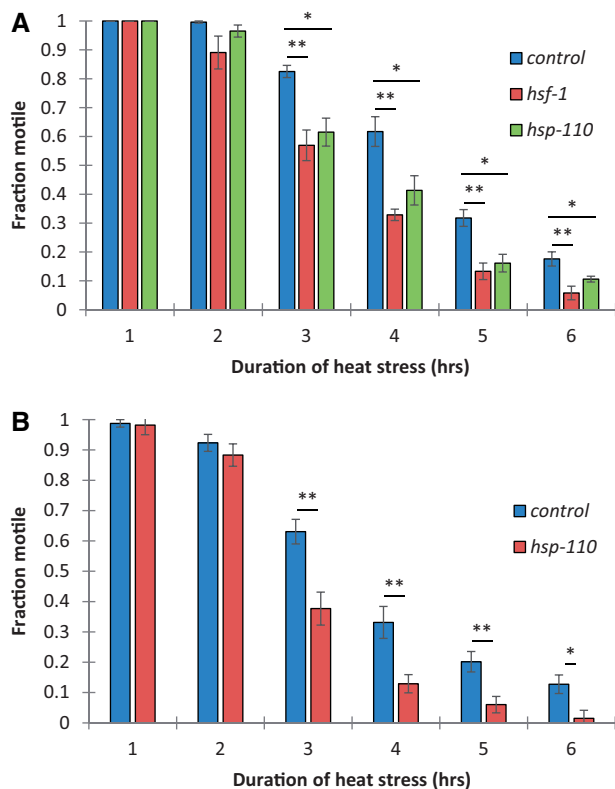 A
1
0.9
0.8
0.7
0.6
0.5
0.4
0.3
0.2
0.1
0
Fraction motile
*
**
*
**
*
**
*
**
control
hsf-1
hsp-110
1 2 3 4 5 6
Duration of heat stress (hrs)
B
1
0.9
0.8
0.7
0.6
0.5
0.4
0.3
0.2
0.1
0
Fraction motile
**
**
**
*
control
hsp-110
1 2 3 4 5 6
Duration of heat stress (hrs)